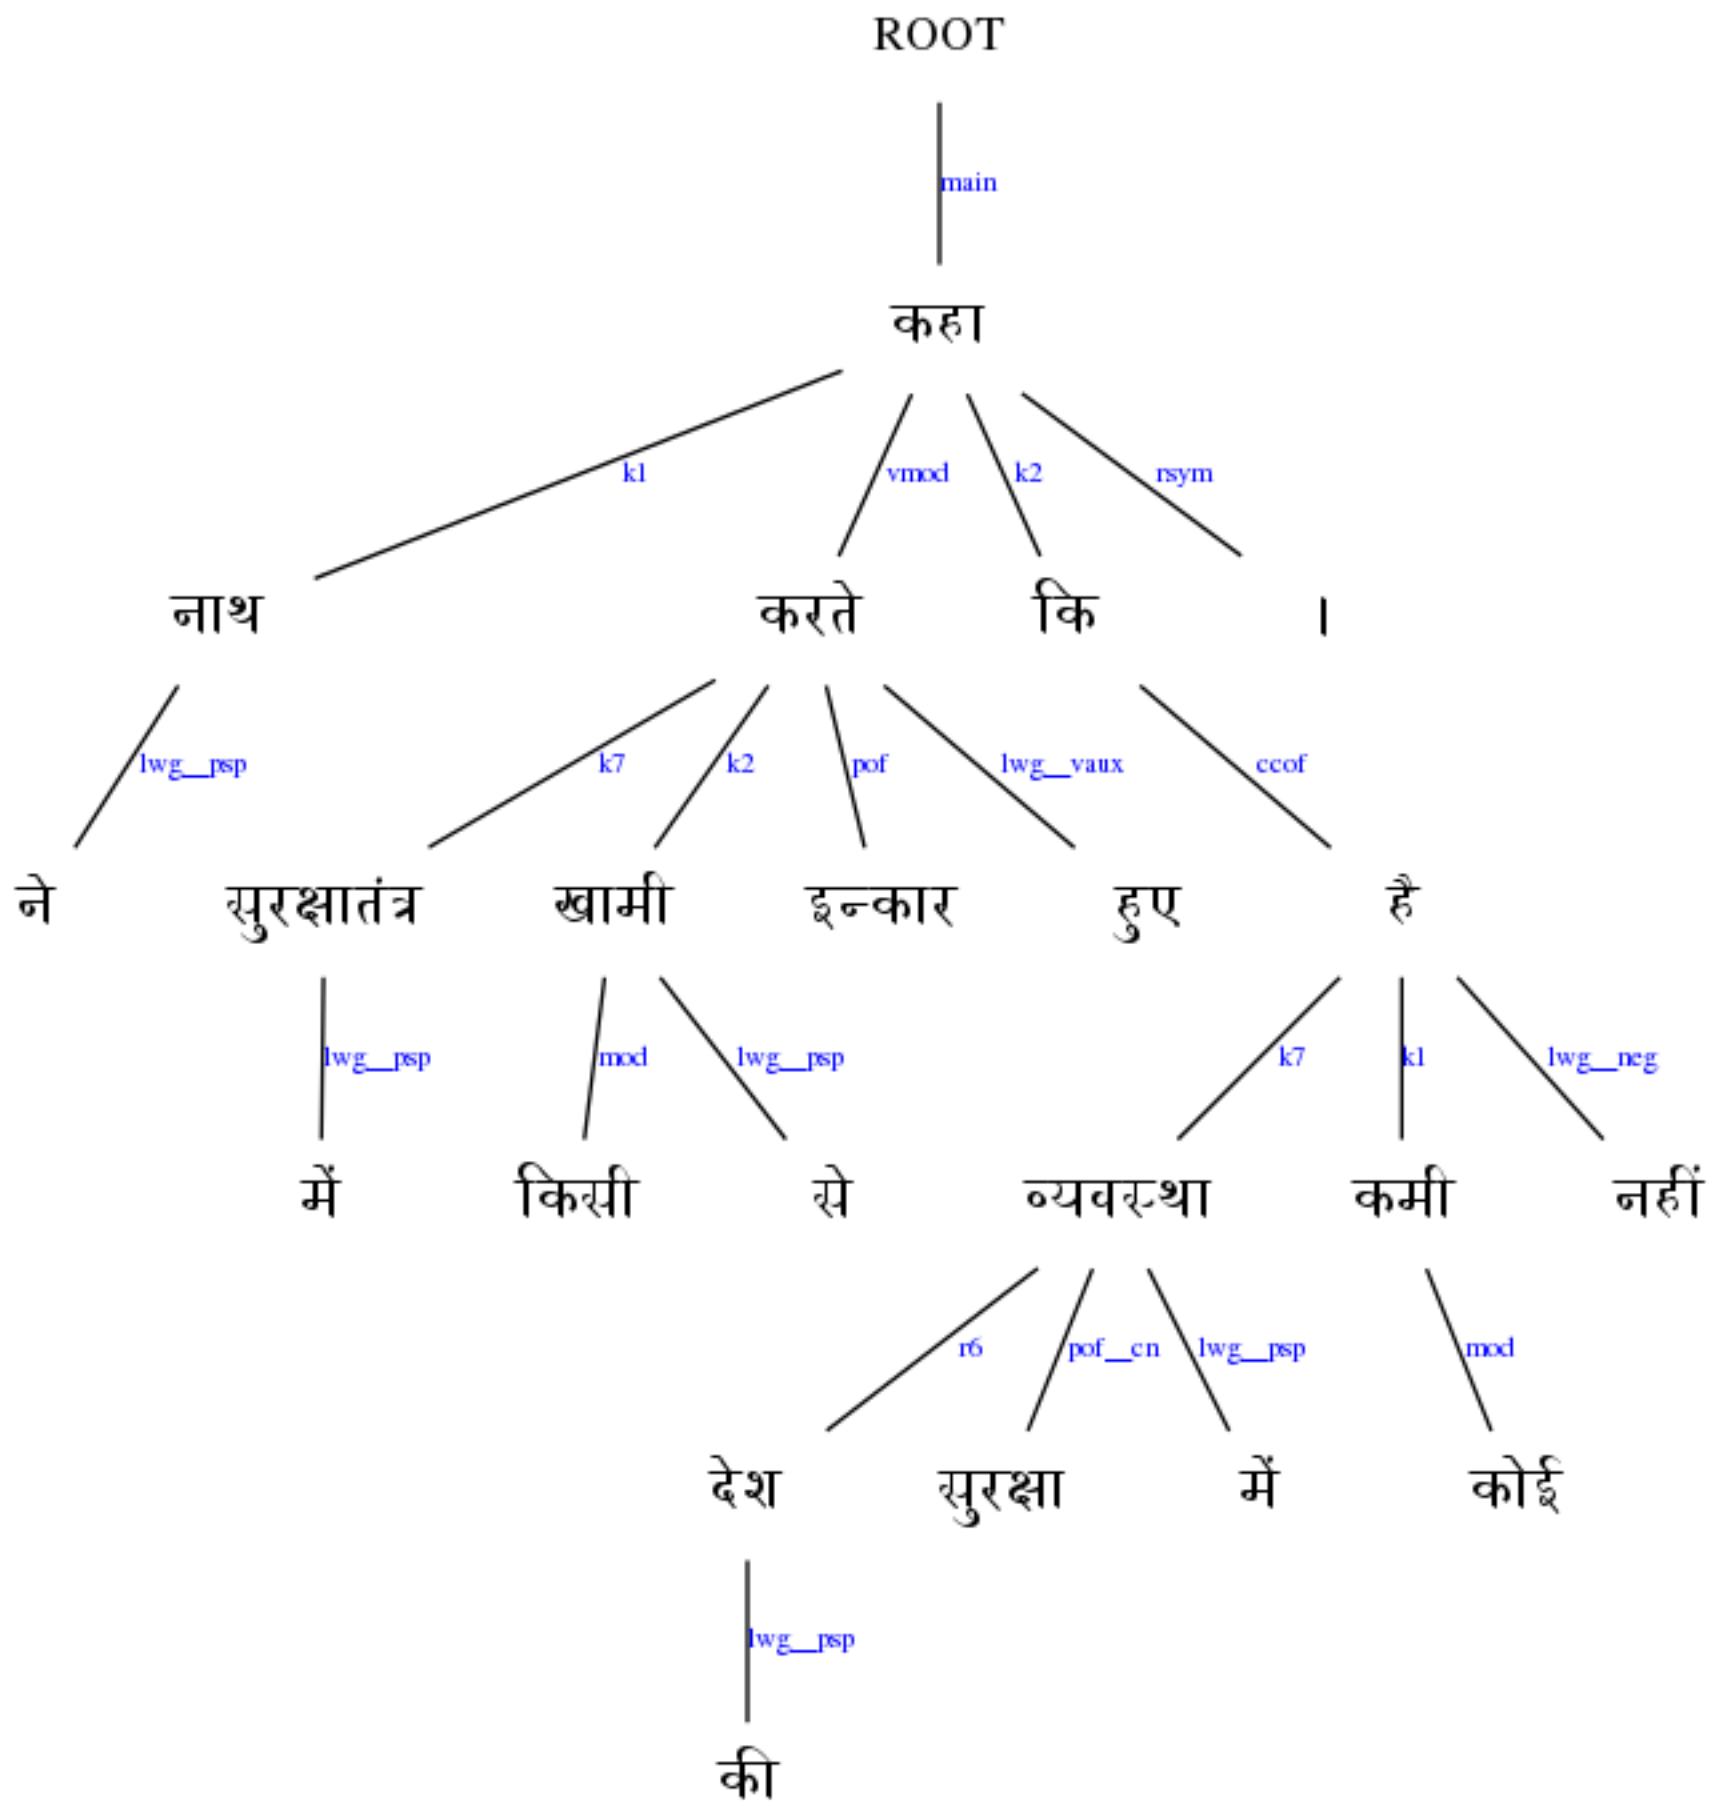 ROOT
main
कहा
k1 vmod k2 rsym
नाथ करते कि ।
lwg__psp k7 k2 pof lwg__vaux ccof
ने सुरक्षातंत्र खामी इन्कार हुए है
lwg__psp mod lwg__psp k7 k1 lwg__neg
में किसी से व्यवस्था कमी नहीं
r6 pof__cn lwg__psp mod
देश सुरक्षा में कोई
lwg__psp
की